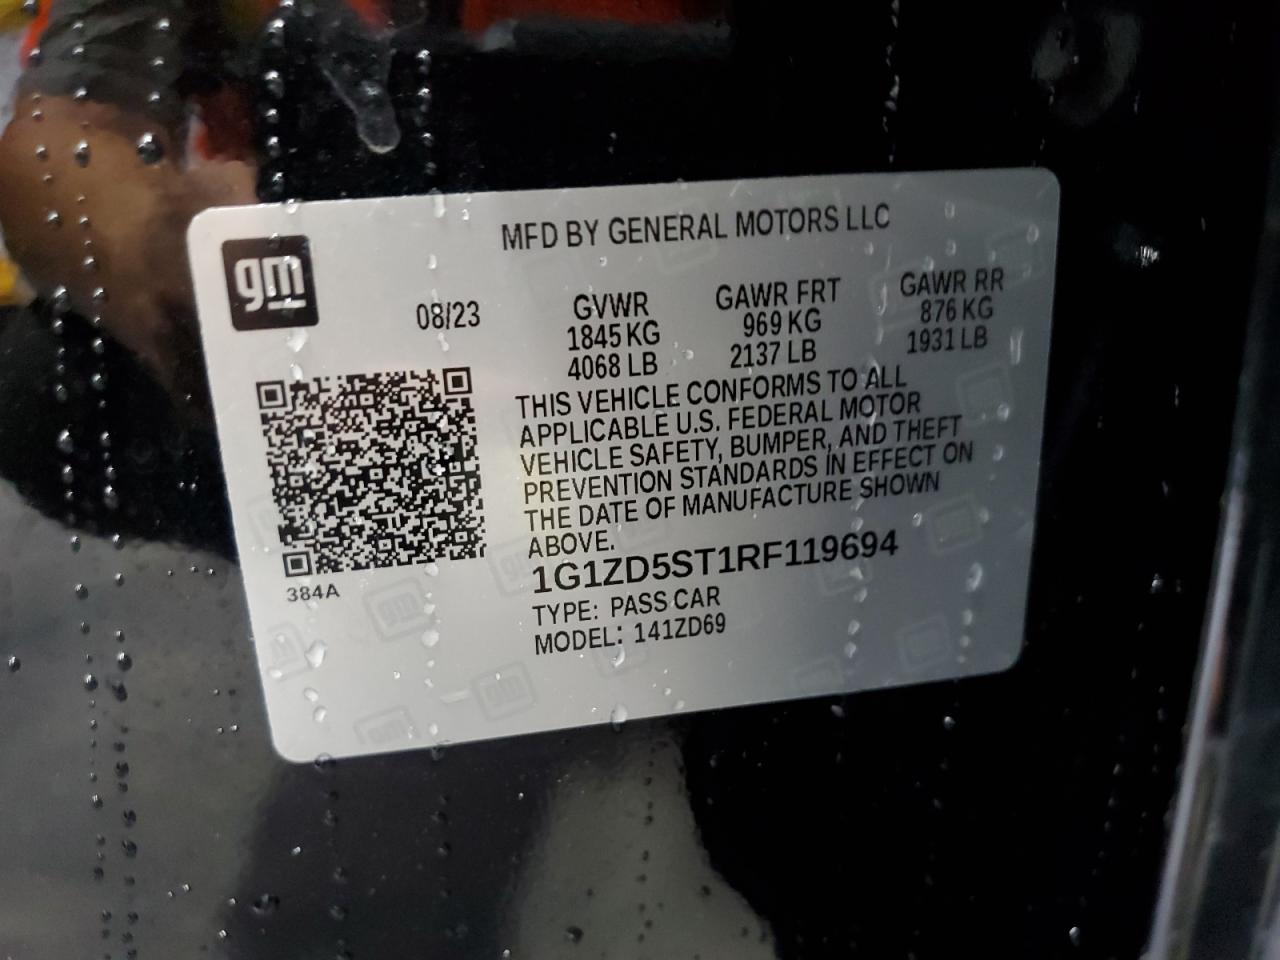 MFD BY GENERAL MOTORS LLC
gm
08/23
GVWR
1845 KG
4068 LB
GAWR FRT
969 KG
2137 LB
GAWR RR
876 KG
1931 LB
THIS VEHICLE CONFORMS TO ALL
APPLICABLE U.S. FEDERAL MOTOR
VEHICLE SAFETY, BUMPER, AND THEFT
PREVENTION STANDARDS IN EFFECT ON
THE DATE OF MANUFACTURE SHOWN
ABOVE.
384A
1G1ZD5ST1RF119694
TYPE: PASS CAR
MODEL: 141ZD69